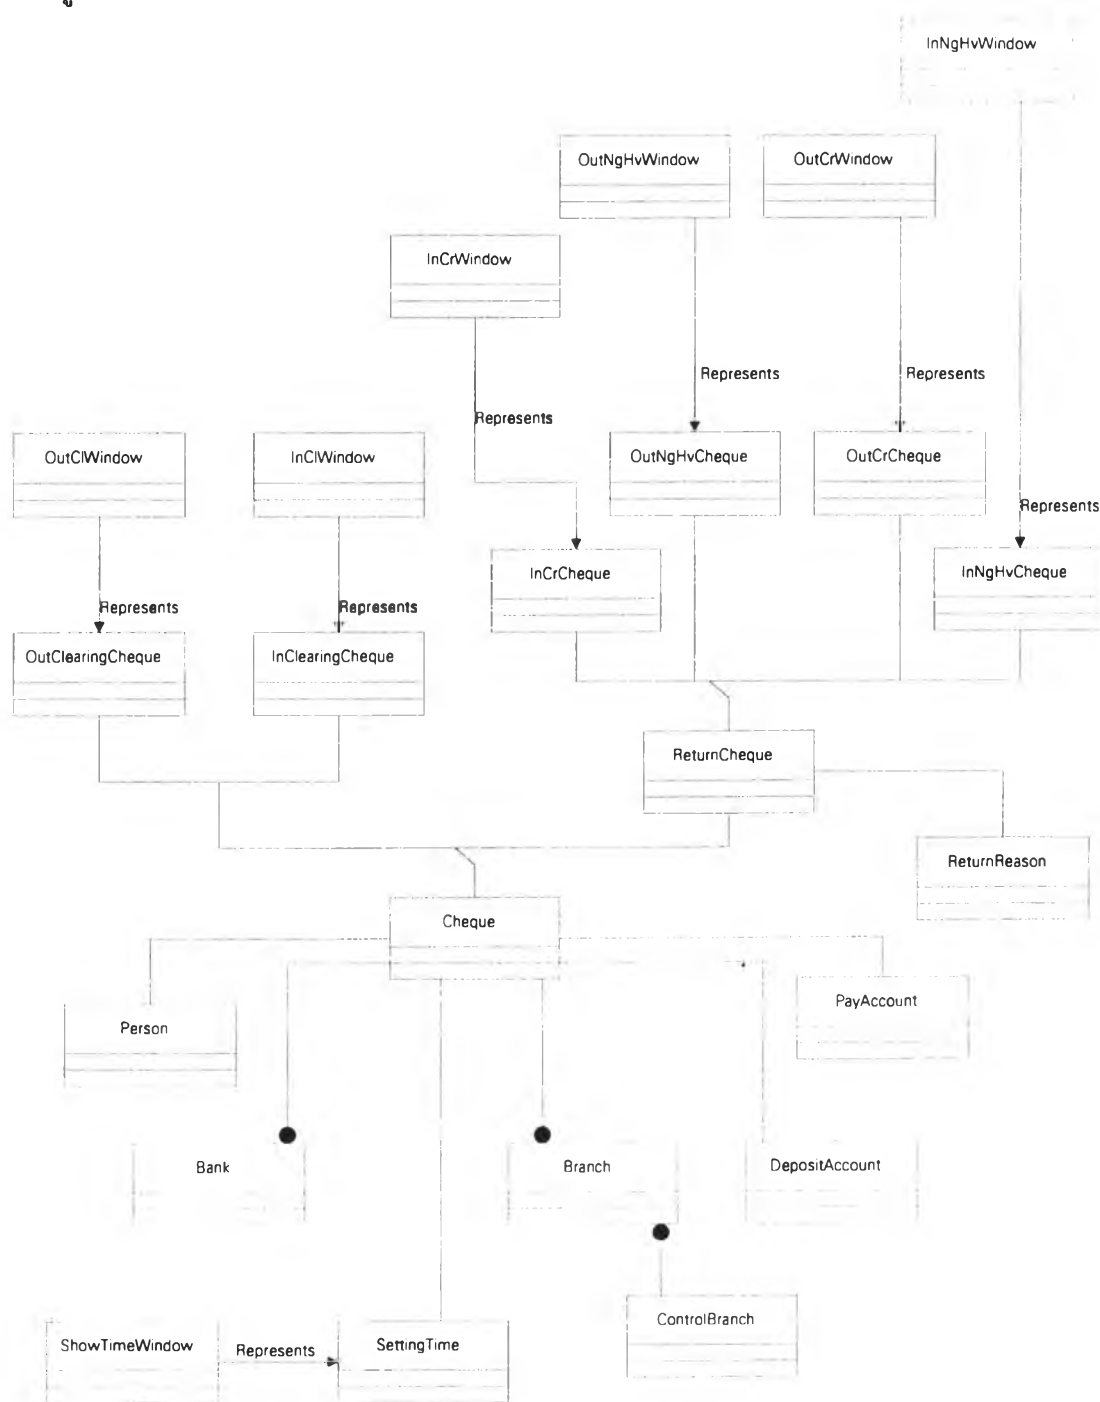 InNgHvWindow
OutNgHvWindow
OutCrWindow
InCrWindow
Represents
Represents
Represents
OutClWindow
InClWindow
OutNgHvCheque
OutCrCheque
Represents
InCrCheque
InNgHvCheque
Represents
Represents
OutClearingCheque
InClearingCheque
ReturnCheque
ReturnReason
Cheque
PayAccount
Person
Bank
Branch
DepositAccount
ControlBranch
ShowTimeWindow
Represents
SettingTime